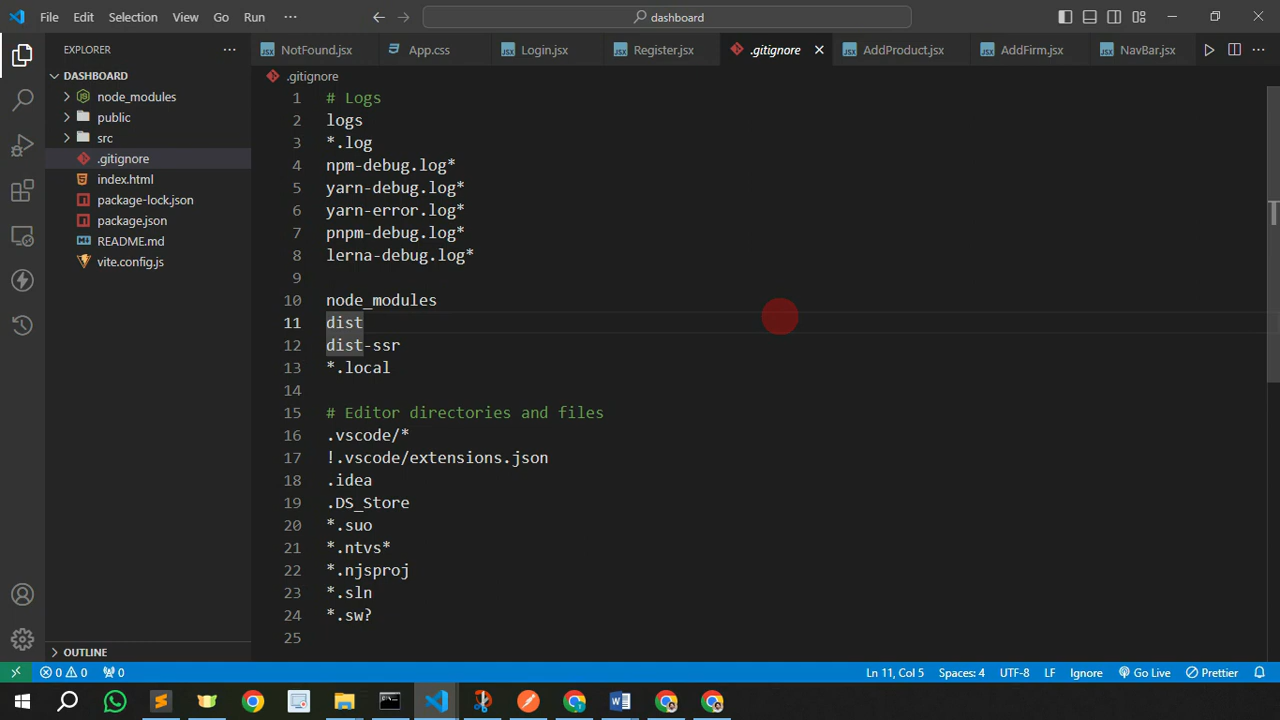 File Edit Selection View Go Run ··· dashboard
EXPLORER ···
NotFound.jsx App.css Login.jsx Register.jsx .gitignore AddProduct.jsx AddFirm.jsx NavBar.jsx ···
DASHBOARD
node_modules
public
src
.gitignore
index.html
package-lock.json
package.json
README.md
vite.config.js
OUTLINE
.gitignore
1 # Logs
2 logs
3 *.log
4 npm-debug.log*
5 yarn-debug.log*
6 yarn-error.log*
7 pnpm-debug.log*
8 lerna-debug.log*
9
10 node_modules
11 dist
12 dist-ssr
13 *.local
14
15 # Editor directories and files
16 .vscode/*
17 !.vscode/extensions.json
18 .idea
19 .DS_Store
20 *.suo
21 *.ntvs*
22 *.njsproj
23 *.sln
24 *.sw?
25
0 0 0 Ln 11, Col 5 Spaces: 4 UTF-8 LF Ignore Go Live Prettier